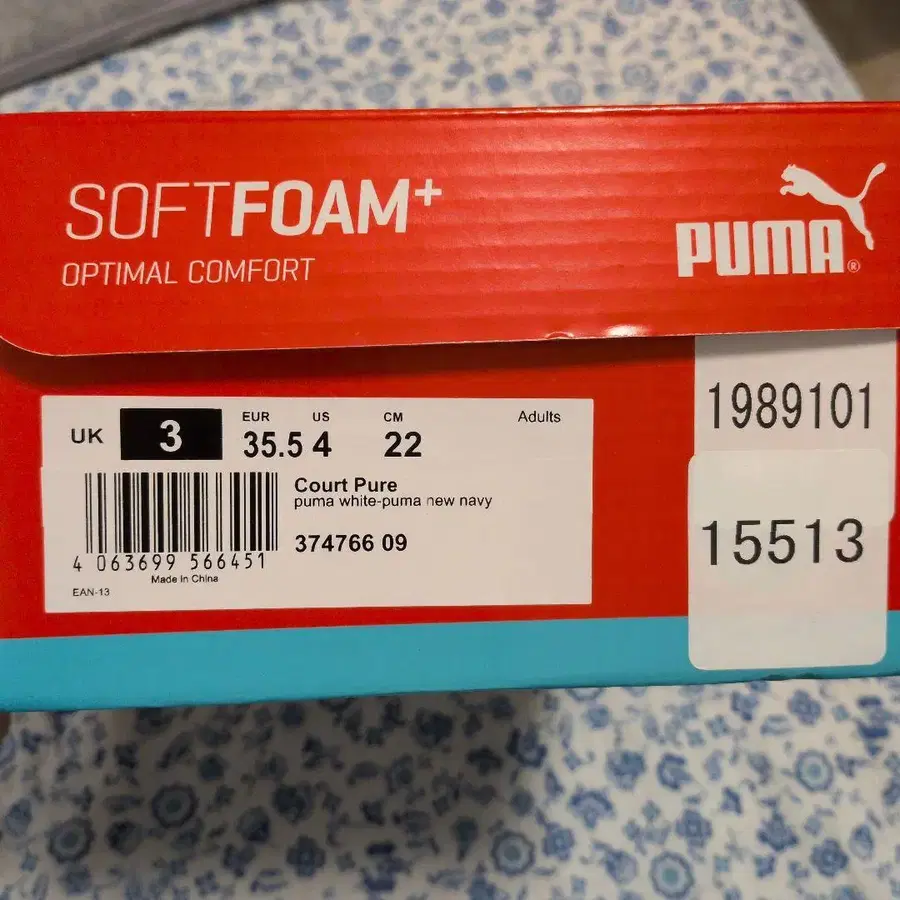 SOFTFOAM+
OPTIMAL COMFORT
PUMA®
UK 3
EUR 35.5
US 4
CM 22
Adults
Court Pure
puma white-puma new navy
374766 09
4 063699 566451
Made in China
EAN-13
1989101
15513